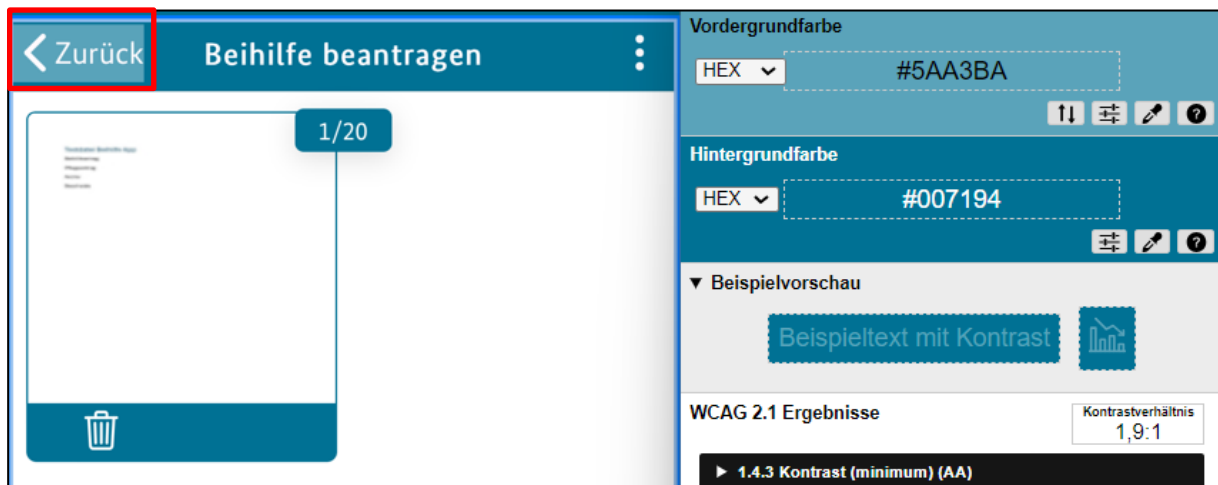 Zurück
Beihilfe beantragen
1/20
Vordergrundfarbe
HEX
#5AA3BA
Hintergrundfarbe
HEX
#007194
▼ Beispielvorschau
Beispieltext mit Kontrast
WCAG 2.1 Ergebnisse
Kontrastverhältnis
1,9:1
▶ 1.4.3 Kontrast (minimum) (AA)